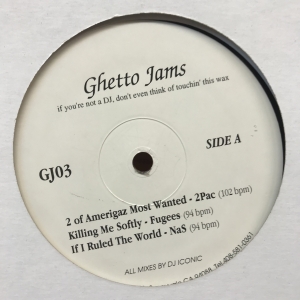 Ghetto Jams
if you're not a DJ, don't even think of touchin' this wax
GJ03
SIDE A
2 of Amerigaz Most Wanted - 2Pac (102 bpm)
Killing Me Softly - Fugees (94 bpm)
If I Ruled The World - NaS (94 bpm)
ALL MIXES BY DJ ICONIC